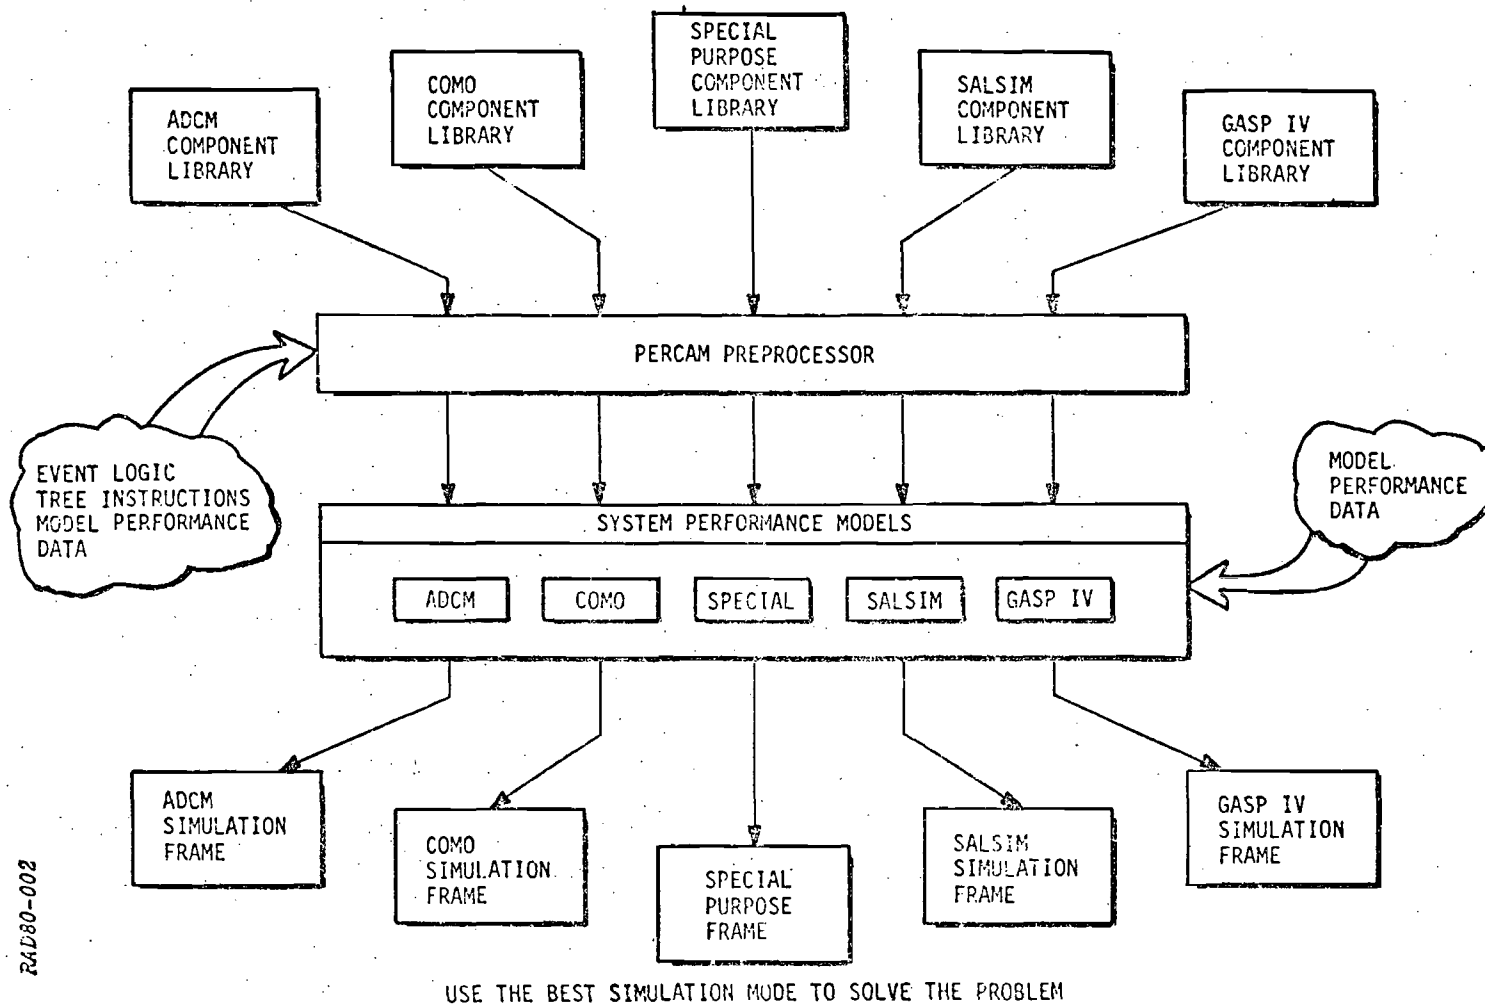 SPECIAL
PURPOSE
COMPONENT
LIBRARY
COMO
COMPONENT
LIBRARY
SALSIM
COMPONENT
LIBRARY
ADCM
COMPONENT
LIBRARY
GASP IV
COMPONENT
LIBRARY
PERCAM PREPROCESSOR
EVENT LOGIC
TREE INSTRUCTIONS
MODEL PERFORMANCE
DATA
MODEL
PERFORMANCE
DATA
SYSTEM PERFORMANCE MODELS
ADCM
COMO
SPECIAL
SALSIM
GASP IV
ADCM
SIMULATION
FRAME
COMO
SIMULATION
FRAME
SPECIAL
PURPOSE
FRAME
SALSIM
SIMULATION
FRAME
GASP IV
SIMULATION
FRAME
RAD80-002
USE THE BEST SIMULATION MODE TO SOLVE THE PROBLEM